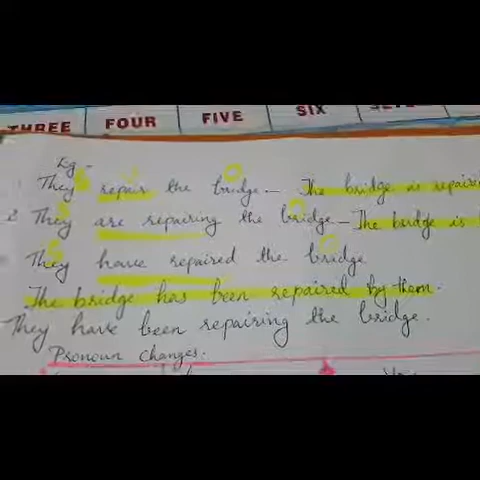 THREE FOUR FIVE SIX
Eg -
They repair the bridge - The bridge is
2 They are repairing the bridge - The bridge is
They have repaired the bridge
The bridge has been repaired by them.
They have been repairing the bridge.
Pronoun changes: